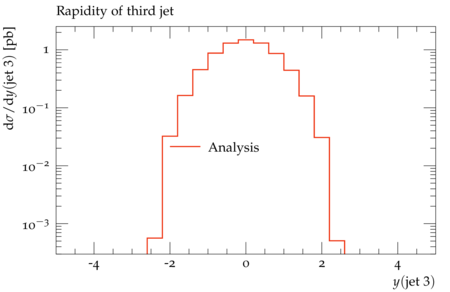 Rapidity of third jet
dσ/dy(jet 3) [pb]
1
10⁻¹
10⁻²
10⁻³
Analysis
-4 -2 0 2 4
y(jet 3)